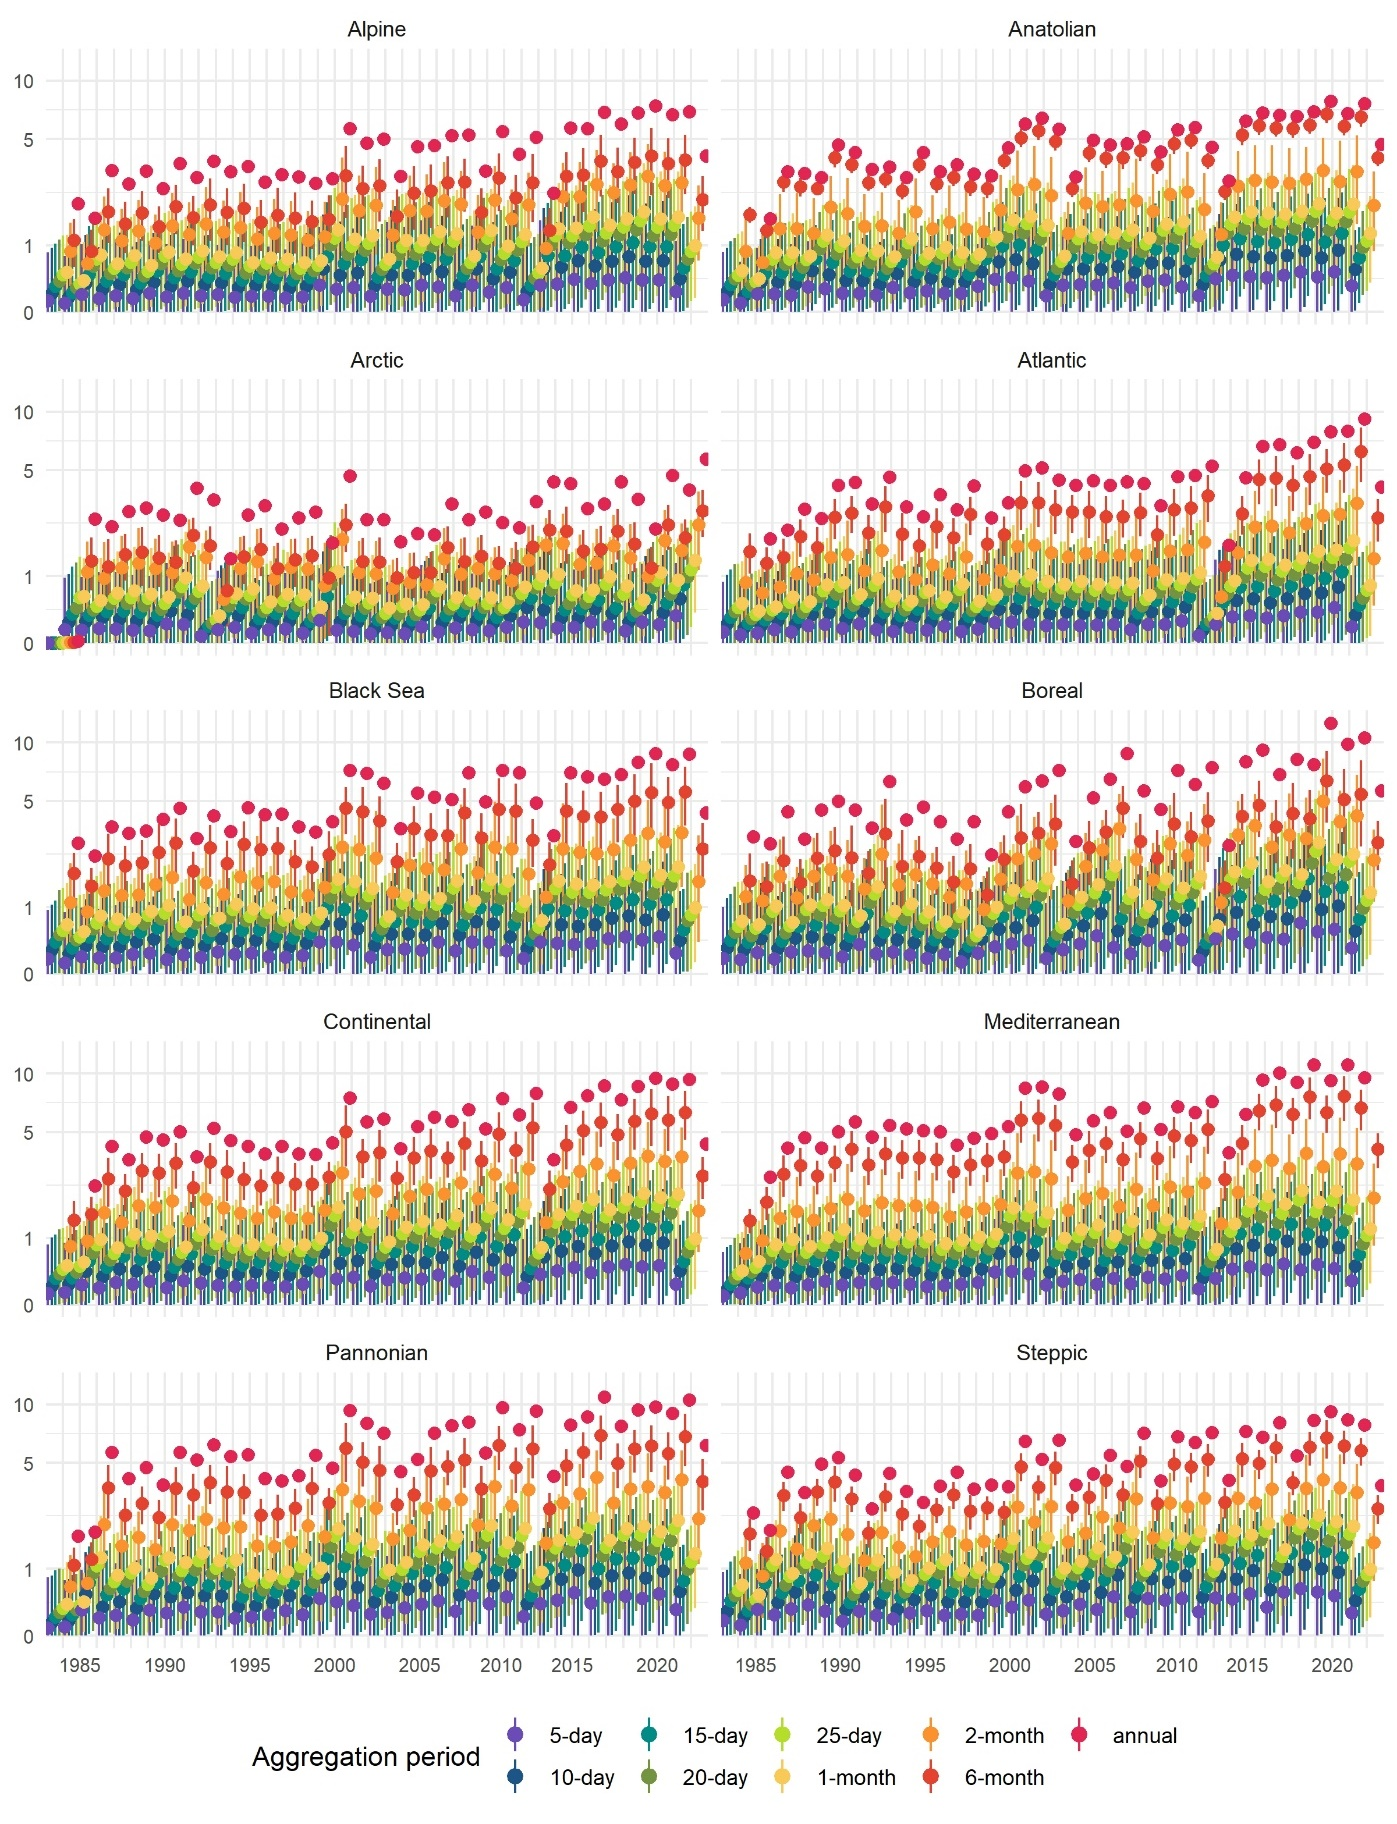 Alpine Anatolian
10
5
1
0
Arctic Atlantic
10
5
1
0
Black Sea Boreal
10
5
1
0
Continental Mediterranean
10
5
1
0
Pannonian Steppic
10
5
1
0
1985 1990 1995 2000 2005 2010 2015 2020 1985 1990 1995 2000 2005 2010 2015 2020
Aggregation period
5-day 15-day 25-day 2-month annual
10-day 20-day 1-month 6-month